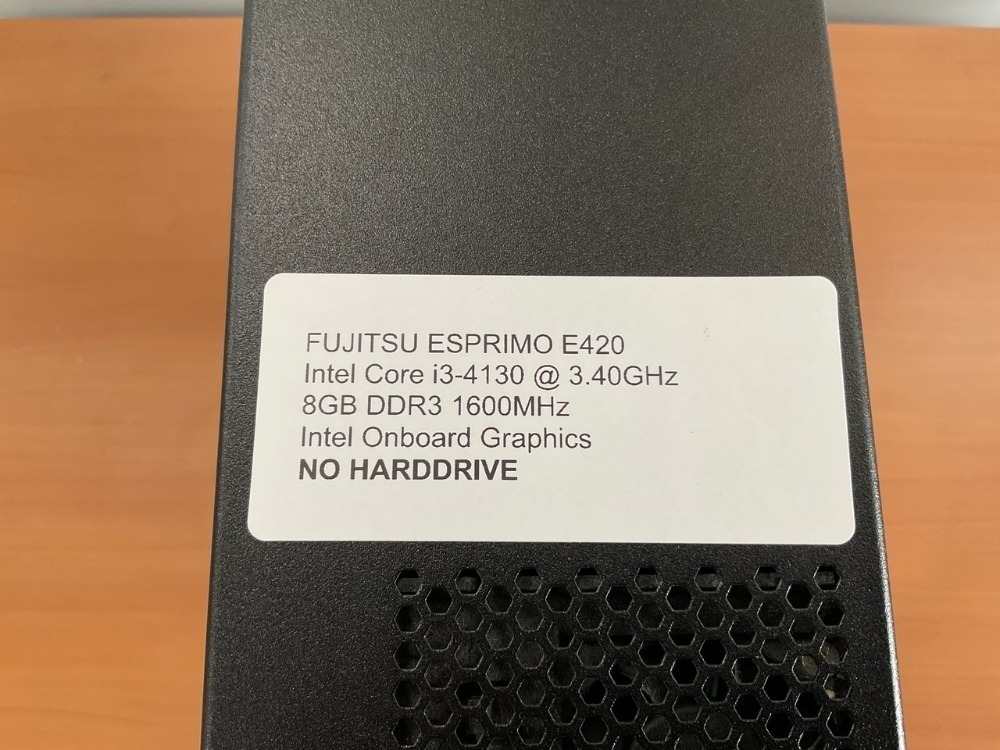 FUJITSU ESPRIMO E420
Intel Core i3-4130 @ 3.40GHz
8GB DDR3 1600MHz
Intel Onboard Graphics
NO HARDDRIVE